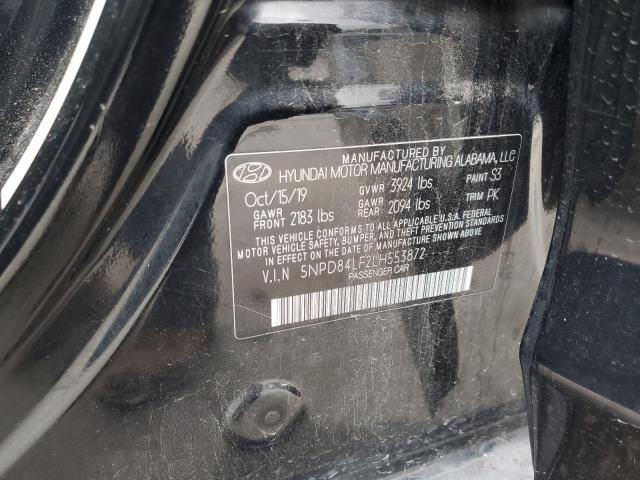 MANUFACTURED BY
HYUNDAI MOTOR MANUFACTURING ALABAMA, LLC
Oct/15/19 GVWR 3924 lbs PAINT S3
GAWR FRONT 2183 lbs GAWR REAR 2094 lbs TRIM PK
THIS VEHICLE CONFORMS TO ALL APPLICABLE U.S.A. FEDERAL
MOTOR VEHICLE SAFETY, BUMPER, AND THEFT PREVENTION STANDARDS
IN EFFECT ON THE DATE OF MANUFACTURE SHOWN ABOVE.
V.I.N 5NPD84LF2LH553872
PASSENGER CAR